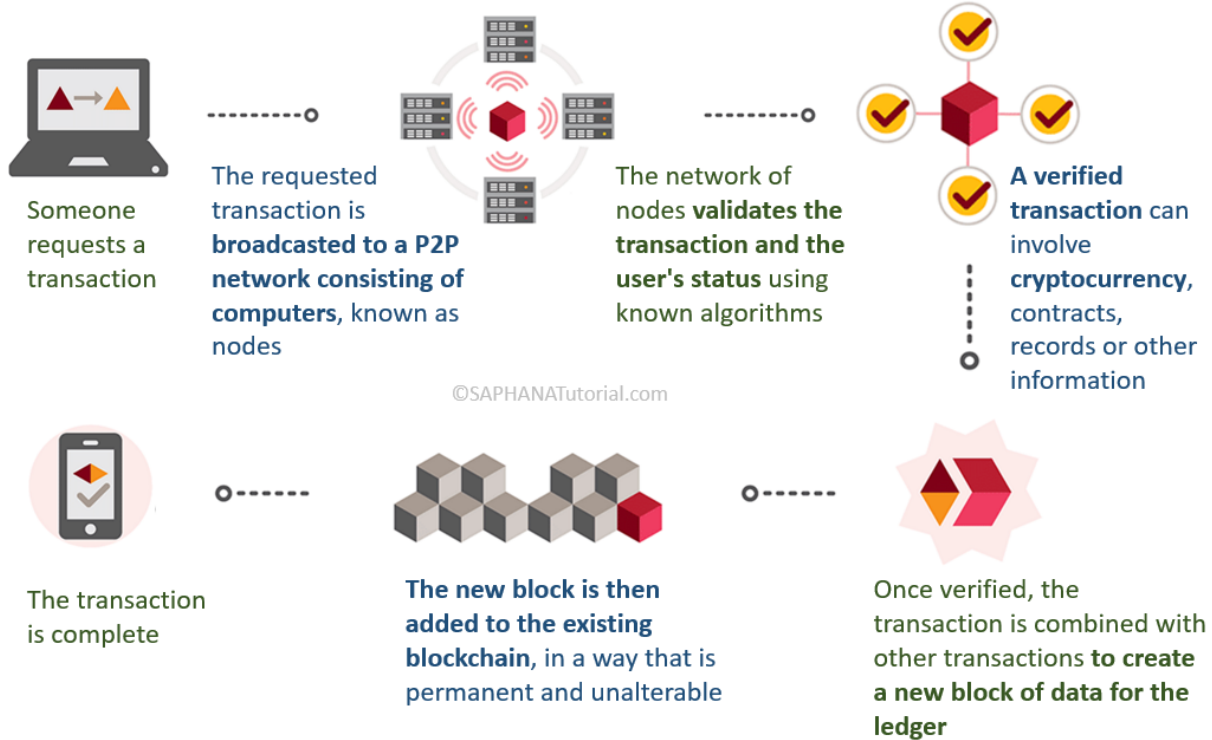 Someone
requests a
transaction
The requested
transaction is
broadcasted to a P2P
network consisting of
computers, known as
nodes
The network of
nodes validates the
transaction and the
user's status using
known algorithms
A verified
transaction can
involve
cryptocurrency,
contracts,
records or other
information
©SAPHANATutorial.com
Once verified, the
transaction is combined with
other transactions to create
a new block of data for the
ledger
The new block is then
added to the existing
blockchain, in a way that is
permanent and unalterable
The transaction
is complete